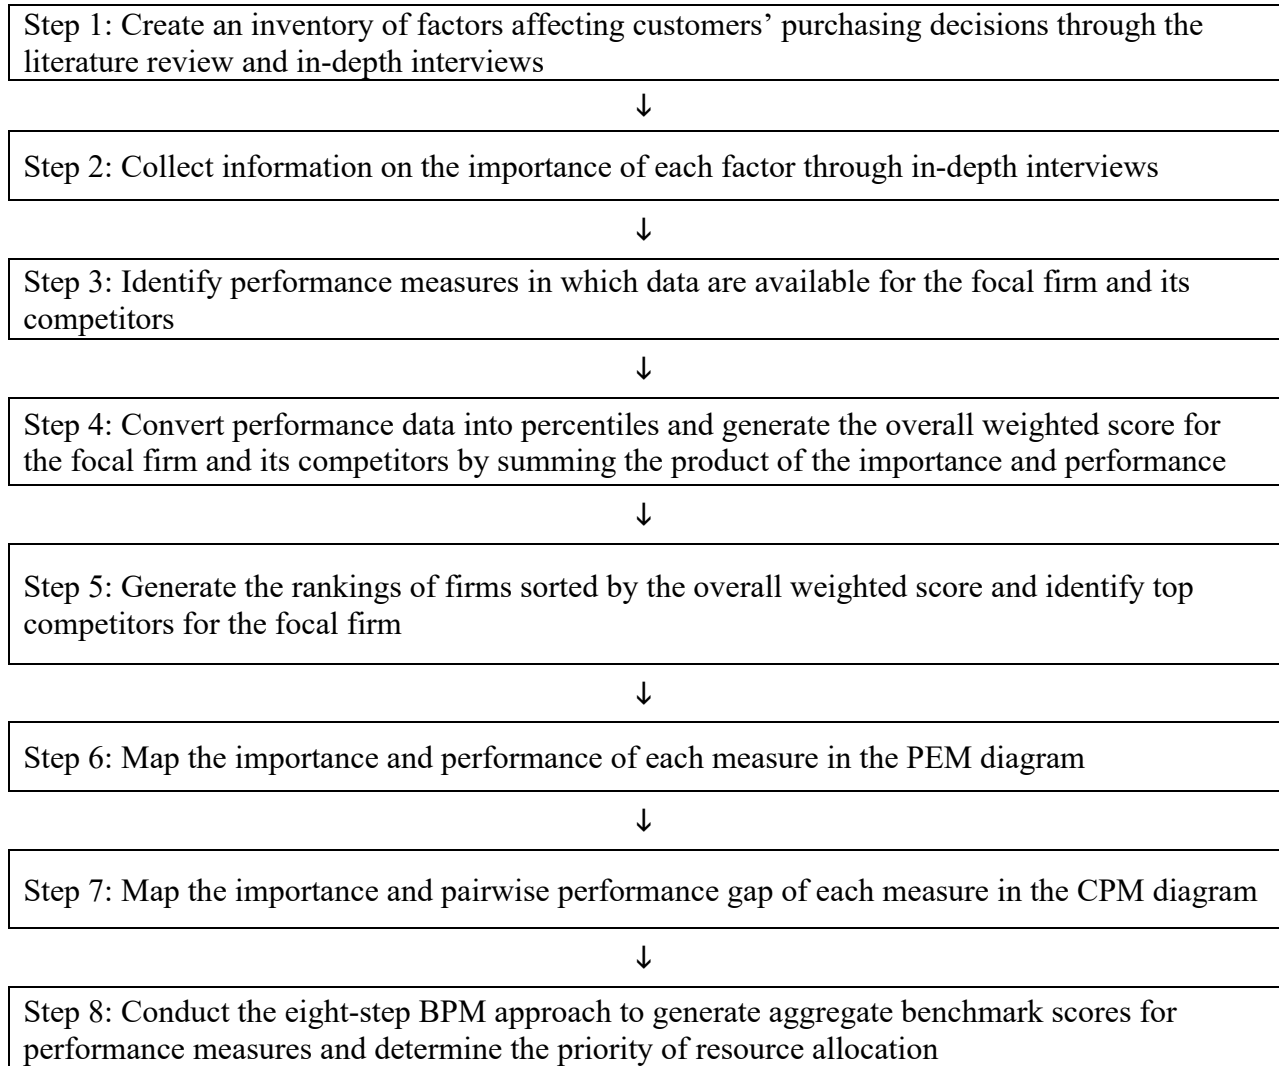 Step 1: Create an inventory of factors affecting customers’ purchasing decisions through the
literature review and in-depth interviews
↓
Step 2: Collect information on the importance of each factor through in-depth interviews
↓
Step 3: Identify performance measures in which data are available for the focal firm and its
competitors
↓
Step 4: Convert performance data into percentiles and generate the overall weighted score for
the focal firm and its competitors by summing the product of the importance and performance
↓
Step 5: Generate the rankings of firms sorted by the overall weighted score and identify top
competitors for the focal firm
↓
Step 6: Map the importance and performance of each measure in the PEM diagram
↓
Step 7: Map the importance and pairwise performance gap of each measure in the CPM diagram
↓
Step 8: Conduct the eight-step BPM approach to generate aggregate benchmark scores for
performance measures and determine the priority of resource allocation